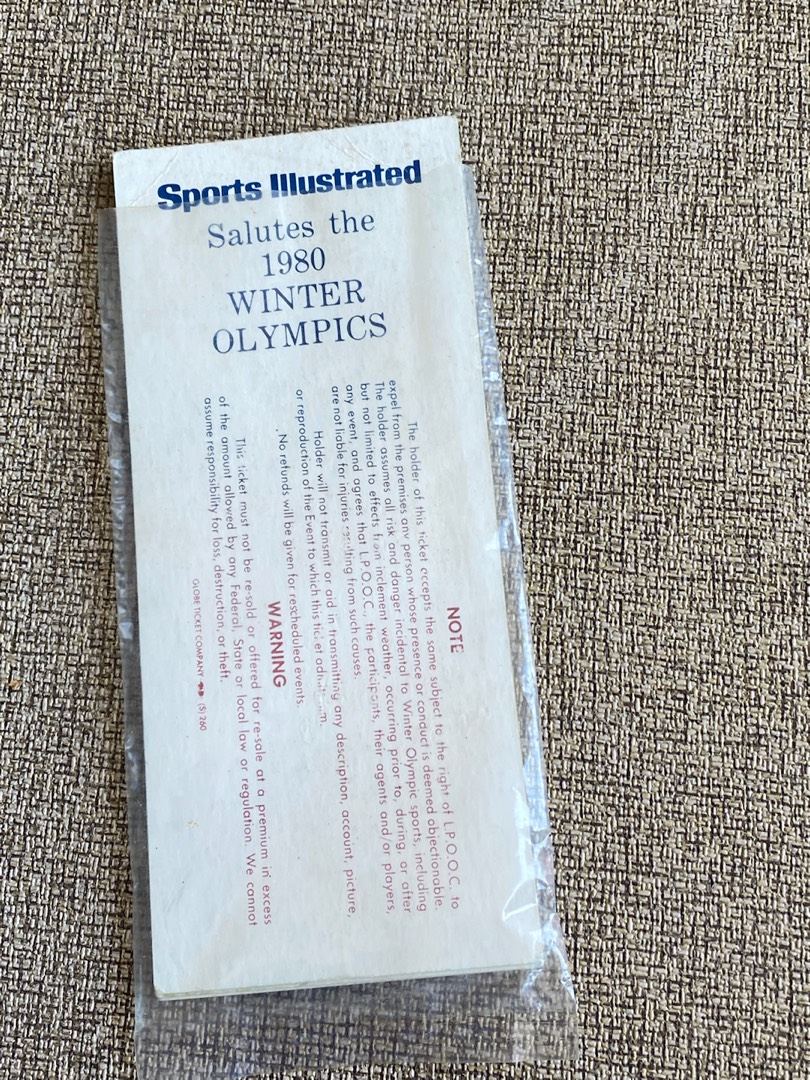 Sports Illustrated
Salutes the
1980
WINTER
OLYMPICS
NOTE
The holder of this ticket accepts the same subject to the right of L.P.O.O.C. to
expel from the premises any person whose presence or conduct is deemed objectionable.
The holder assumes all risk and danger incidental to Winter Olympic sports, including
but not limited to effects from inclement weather, occurring prior to, during, or after
any event, and agrees that L.P.O.O.C., the participants, their agents and/or players,
are not liable for injuries resulting from such causes.
Holder will not transmit or aid in transmitting any description, account, picture,
or reproduction of the Event to which this ticket admits him.
No refunds will be given for rescheduled events.
WARNING
This ticket must not be re-sold or offered for re-sale at a premium in excess
of the amount allowed by any Federal, State or local law or regulation. We cannot
assume responsibility for loss, destruction, or theft.
GLOBE TICKET COMPANY (S) 260